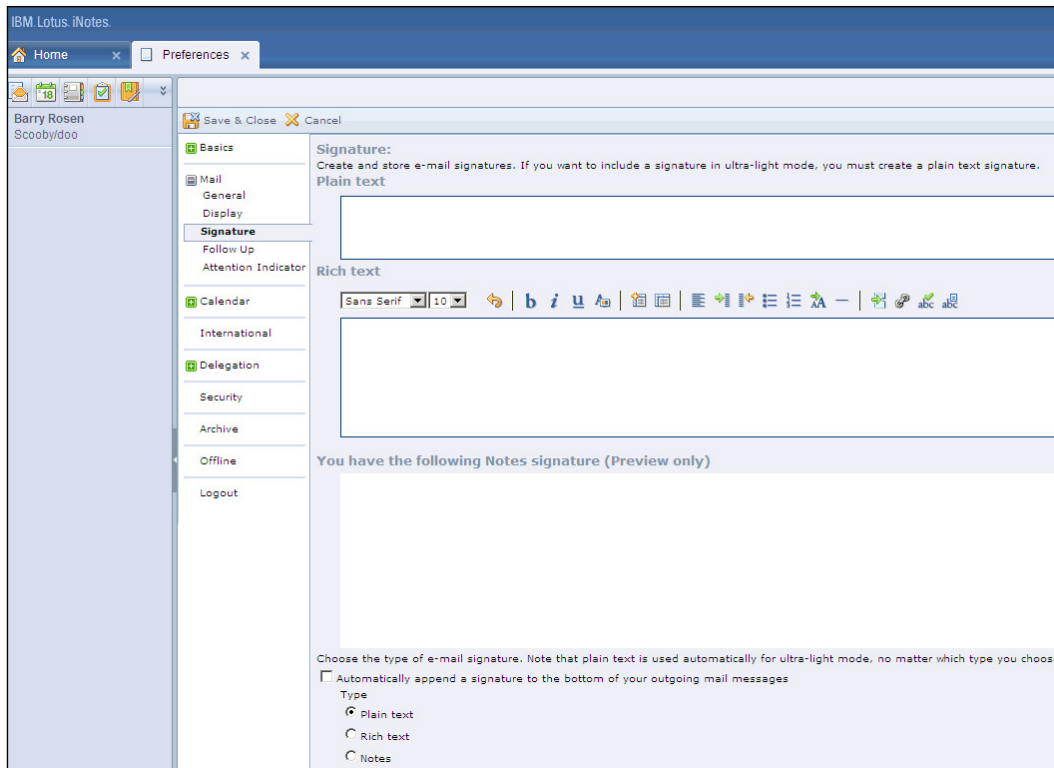 IBM.Lotus.iNotes.
Home
Preferences
18
Barry Rosen
Scooby/doo
Save & Close
Cancel
Basics
Mail
General
Display
Signature
Follow Up
Attention Indicator
Calendar
International
Delegation
Security
Archive
Offline
Logout
Signature:
Create and store e-mail signatures. If you want to include a signature in ultra-light mode, you must create a plain text signature.
Plain text
Rich text
Sans Serif 10 b i u A A abc abc
You have the following Notes signature (Preview only)
Choose the type of e-mail signature. Note that plain text is used automatically for ultra-light mode, no matter which type you choos
Automatically append a signature to the bottom of your outgoing mail messages
Type
Plain text
Rich text
Notes